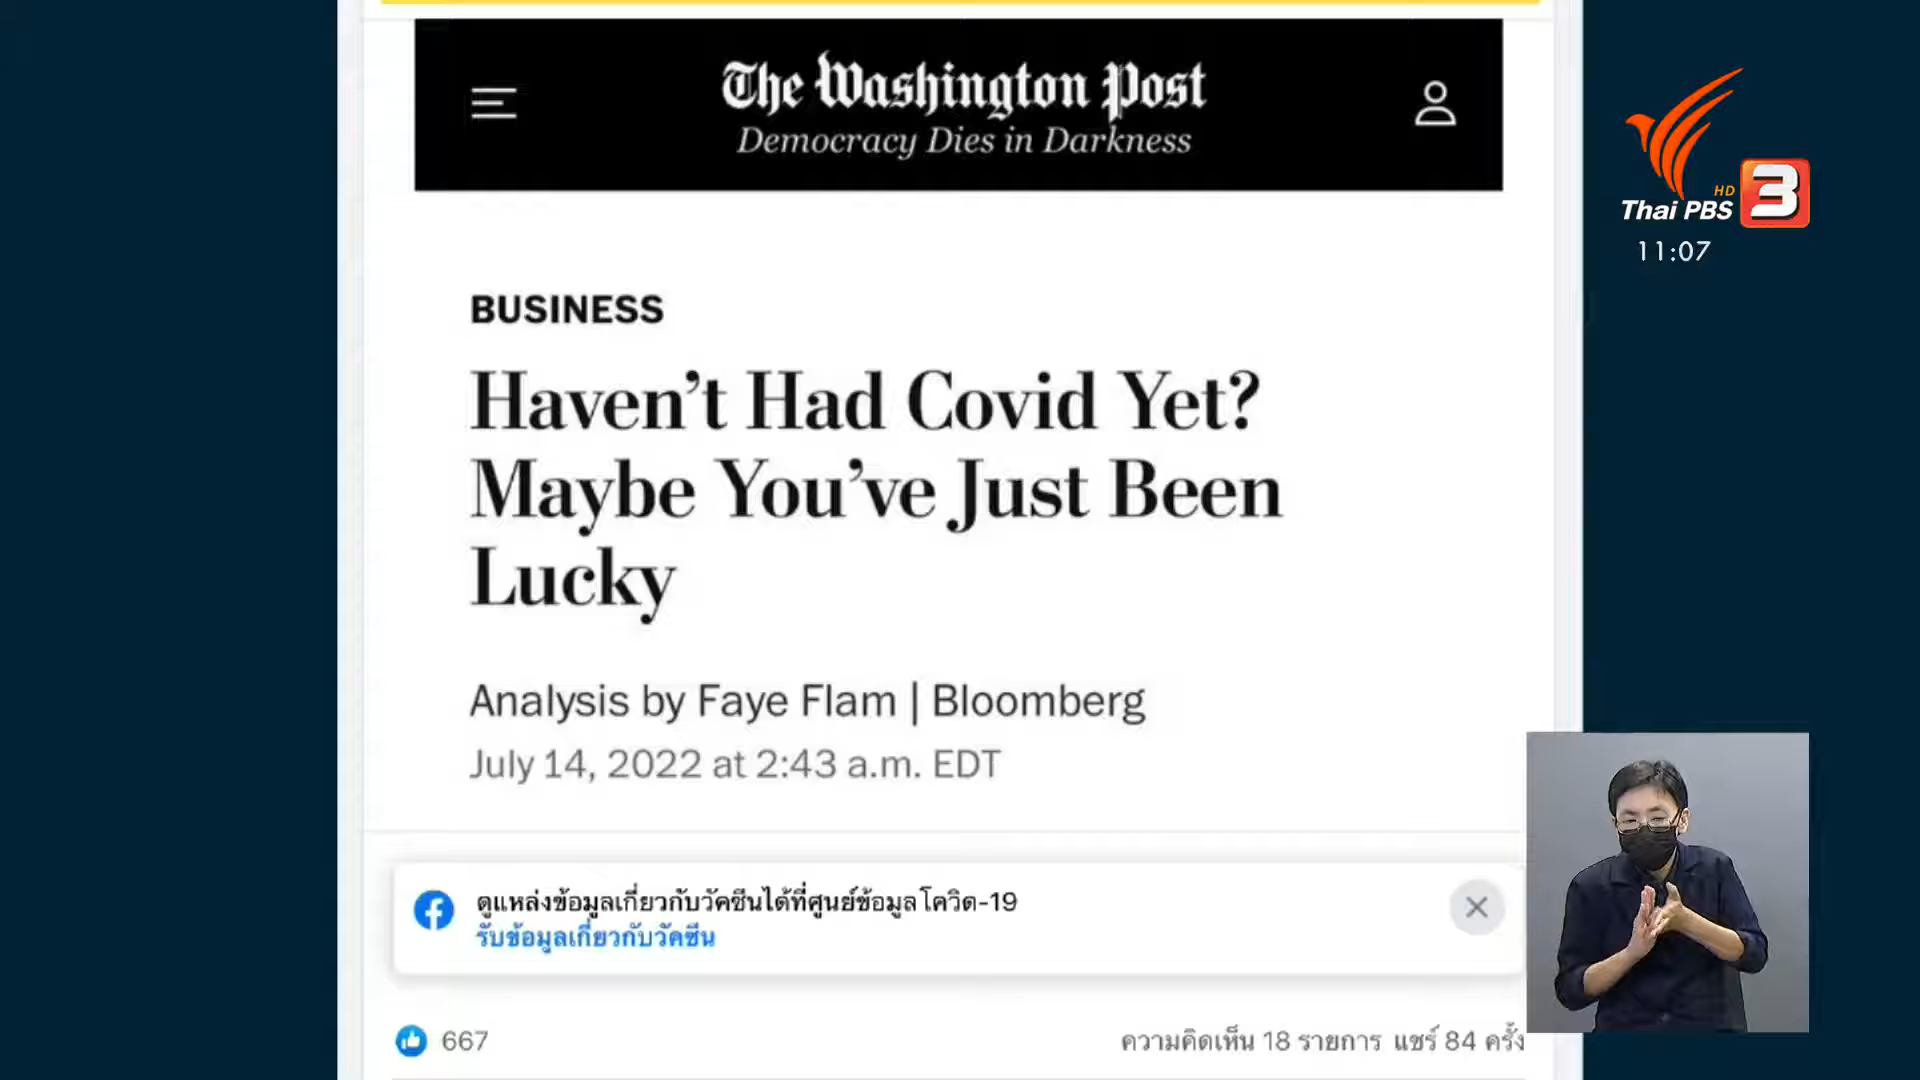 The Washington Post
Democracy Dies in Darkness
HD
Thai PBS 3
11:07
BUSINESS
Haven't Had Covid Yet?
Maybe You've Just Been
Lucky
Analysis by Faye Flam | Bloomberg
July 14, 2022 at 2:43 a.m. EDT
ดูแหล่งข้อมูลเกี่ยวกับวัคซีนได้ที่ศูนย์ข้อมูลโควิด-19
รับข้อมูลเกี่ยวกับวัคซีน
667
ความคิดเห็น 18 รายการ แชร์ 84 ครั้ง